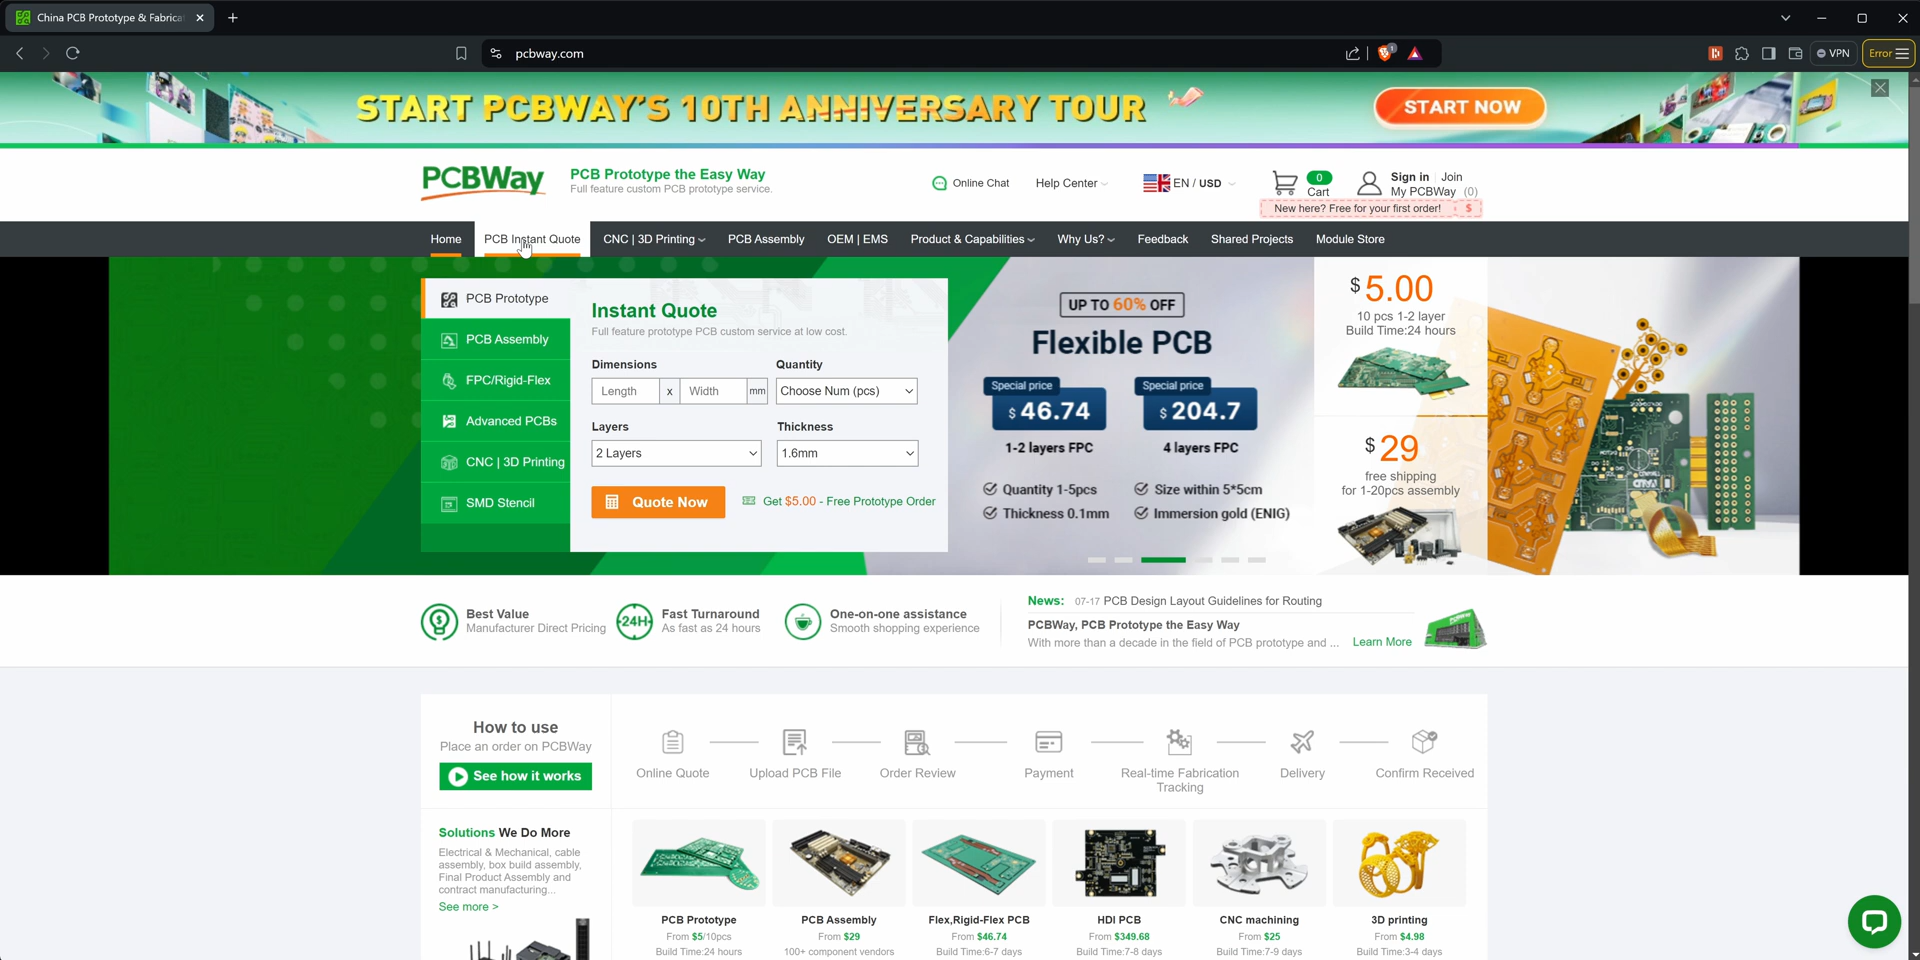 China PCB Prototype & Fabrica
pcbway.com
VPN
Error
START PCBWAY'S 10TH ANNIVERSARY TOUR
START NOW
PCBWay
PCB Prototype the Easy Way
Full feature custom PCB prototype service.
Online Chat
Help Center
EN / USD
0
Cart
Sign in
Join
My PCBWay (0)
New here? Free for your first order!
$
Home
PCB Instant Quote
CNC | 3D Printing
PCB Assembly
OEM | EMS
Product & Capabilities
Why Us?
Feedback
Shared Projects
Module Store
PCB Prototype
PCB Assembly
FPC/Rigid-Flex
Advanced PCBs
CNC | 3D Printing
SMD Stencil
Instant Quote
Full feature prototype PCB custom service at low cost.
Dimensions
Quantity
Length
x
Width
mm
Choose Num (pcs)
Layers
Thickness
2 Layers
1.6mm
Quote Now
Get $5.00 - Free Prototype Order
UP TO 60% OFF
Flexible PCB
Special price
$ 46.74
1-2 layers FPC
Special price
$ 204.7
4 layers FPC
Quantity 1-5pcs
Size within 5*5cm
Thickness 0.1mm
Immersion gold (ENIG)
$ 5.00
10 pcs 1-2 layer
Build Time:24 hours
$ 29
free shipping
for 1-20pcs assembly
Best Value
Manufacturer Direct Pricing
24H
Fast Turnaround
As fast as 24 hours
One-on-one assistance
Smooth shopping experience
News: 07-17 PCB Design Layout Guidelines for Routing
PCBWay, PCB Prototype the Easy Way
With more than a decade in the field of PCB prototype and ...
Learn More
How to use
Place an order on PCBWay
See how it works
Online Quote
Upload PCB File
Order Review
Payment
Real-time Fabrication
Tracking
Delivery
Confirm Received
Solutions We Do More
Electrical & Mechanical, cable
assembly, box build assembly,
Final Product Assembly and
contract manufacturing...
See more >
PCB Prototype
From $5/10pcs
Build Time:24 hours
PCB Assembly
From $29
100+ component vendors
Flex,Rigid-Flex PCB
From $46.74
Build Time:6-7 days
HDI PCB
From $349.68
Build Time:7-8 days
CNC machining
From $25
Build Time:7-9 days
3D printing
From $4.98
Build Time:3-4 days